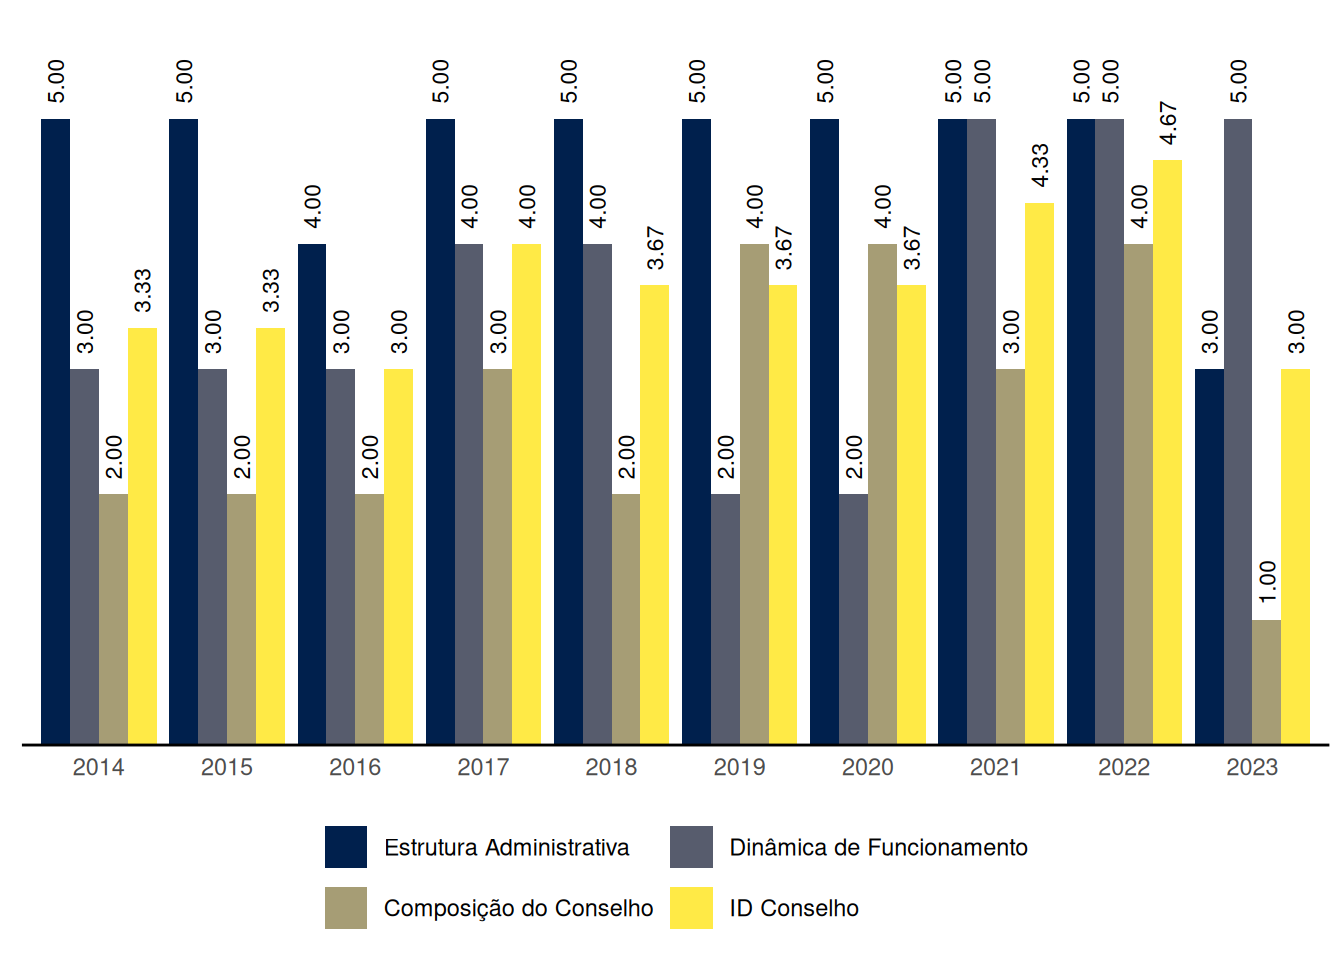 5.00 5.00 5.00 5.00 5.00 5.00 5.00 5.00 5.00 5.00 5.00
4.67
4.33
4.00 4.00 4.00 4.00 4.00 4.00 4.00
3.67 3.67 3.67
3.33 3.33
3.00 3.00 3.00 3.00 3.00 3.00 3.00 3.00
2.00 2.00 2.00 2.00 2.00 2.00
1.00
2014 2015 2016 2017 2018 2019 2020 2021 2022 2023
Estrutura Administrativa Dinâmica de Funcionamento
Composição do Conselho ID Conselho